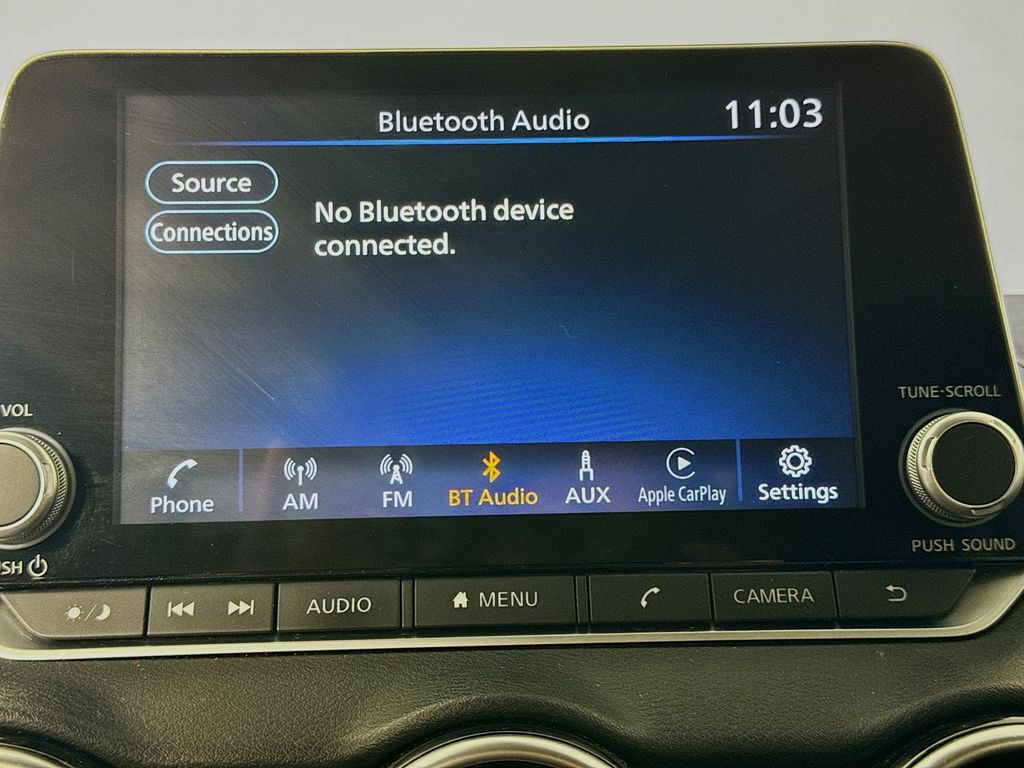 Bluetooth Audio 11:03
Source
Connections
No Bluetooth device
connected.
VOL
TUNE·SCROLL
Phone AM FM BT Audio AUX Apple CarPlay Settings
SH
PUSH SOUND
AUDIO MENU CAMERA